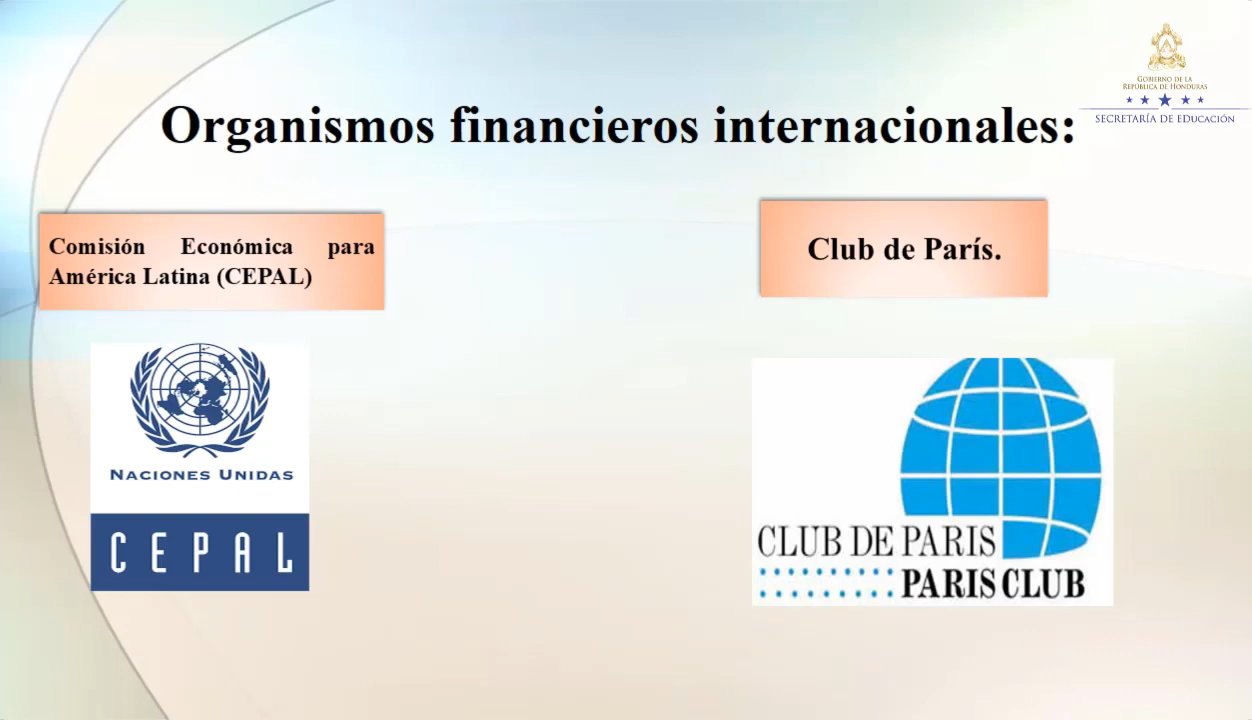 GOBIERNO DE LA
REPÚBLICA DE HONDURAS
SECRETARÍA DE EDUCACIÓN
Organismos financieros internacionales:
Comisión Económica para
América Latina (CEPAL)
Club de París.
NACIONES UNIDAS
CEPAL
CLUB DE PARIS
PARIS CLUB